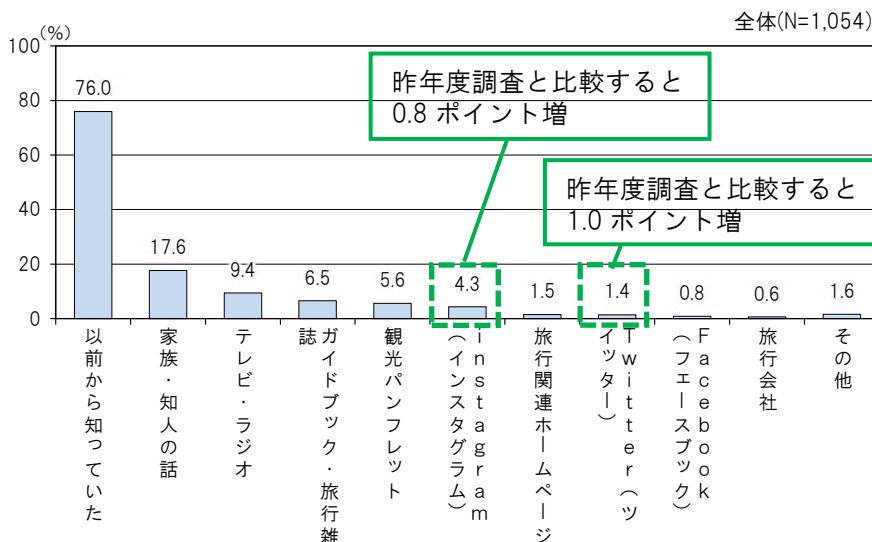 全体(N=1,054)
(%)
100
80
60
40
20
0
昨年度調査と比較すると
0.8 ポイント増
昨年度調査と比較すると
1.0 ポイント増
76.0
17.6
9.4
6.5
5.6
4.3
1.5
1.4
0.8
0.6
1.6
以前から知っていた
家族・知人の話
テレビ・ラジオ
ガイドブック・旅行雑
誌
観光パンフレット
instagram
(インスタグラム)
旅行関連ホームページ
Twitter(ツ
イッター)
Facebook
(フェースブック)
旅行会社
その他